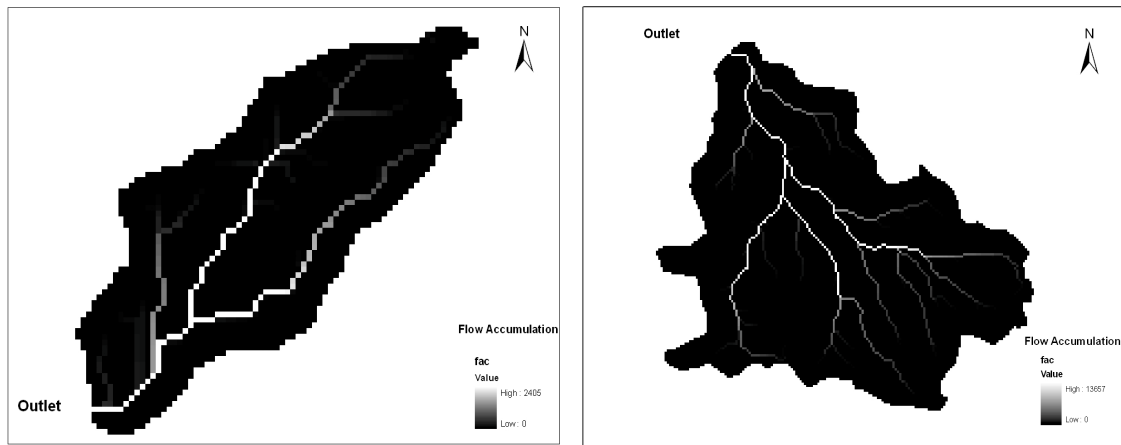 N
Flow Accumulation
fac
Value
High : 2405
Low : 0
Outlet
Outlet
N
Flow Accumulation
fac
Value
High : 13657
Low : 0